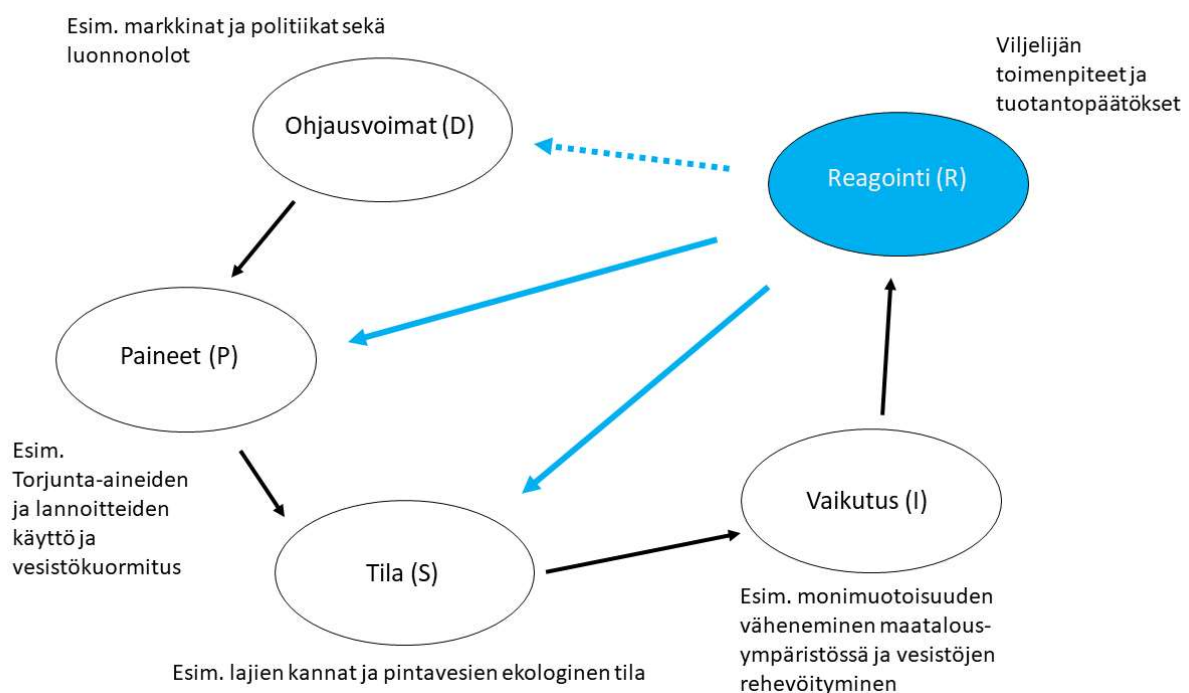 Esim. markkinat ja politiikat sekä
luonnonolot
Viljelijän
toimenpiteet ja
tuotantopäätökset
Ohjausvoimat (D)
Reagointi (R)
Paineet (P)
Esim.
Torjunta-aineiden
ja lannoitteiden
käyttö ja
vesistökuormitus
Vaikutus (I)
Tila (S)
Esim. monimuotoisuuden
väheneminen maatalous-
ympäristössä ja vesistöjen
rehevöityminen
Esim. lajien kannat ja pintavesien ekologinen tila